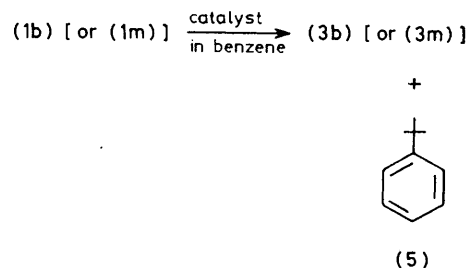 (1b) [or (1m)] catalyst in benzene (3b) [or (3m)]
+
(5)